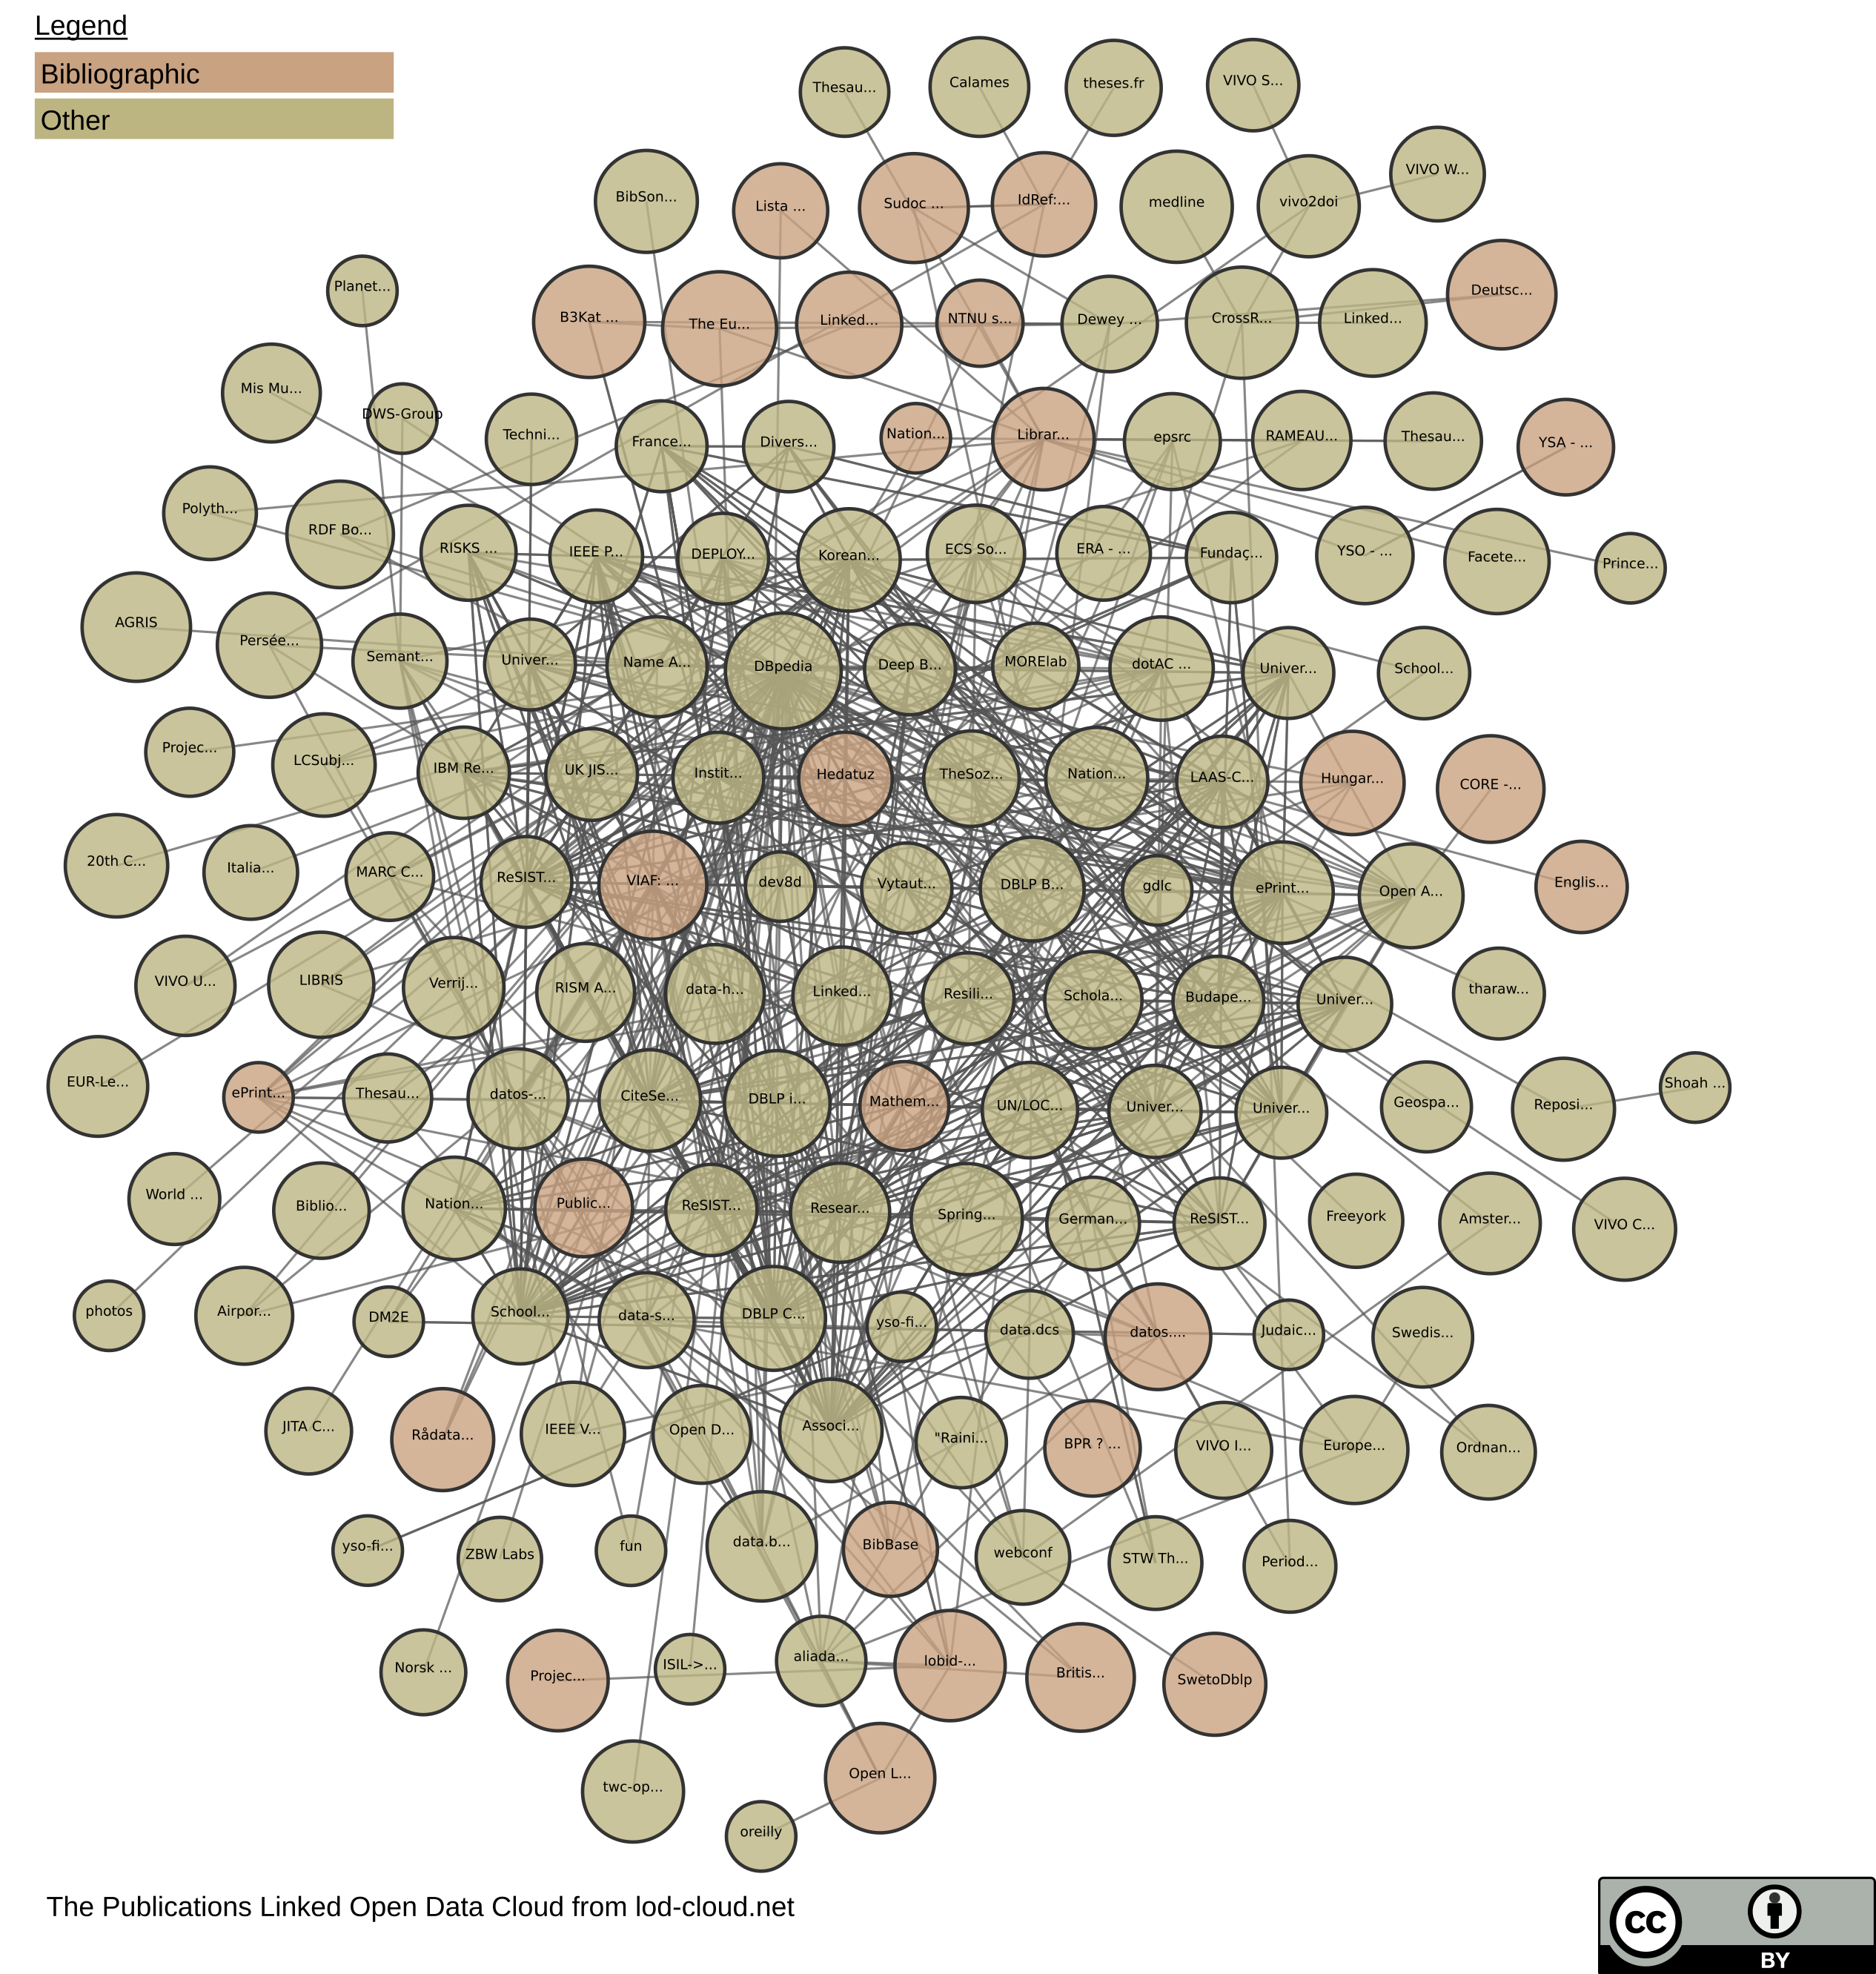 Legend
Bibliographic
Other
Thesau...
Calames
theses.fr
VIVO S...
VIVO W...
BibSon...
Lista ...
Sudoc ...
IdRef:...
medline
vivo2doi
Planet...
B3Kat ...
The Eu...
Linked...
NTNU s...
Dewey ...
CrossR...
Linked...
Deutsc...
Mis Mu...
DWS-Group
Techni...
France...
Divers...
Nation...
Librar...
epsrc
RAMEAU...
Thesau...
YSA - ...
Polyth...
RDF Bo...
RISKS ...
IEEE P...
DEPLOY...
Korean...
ECS So...
ERA - ...
Fundaç...
YSO - ...
Facete...
Prince...
AGRIS
Persée...
Semant...
Univer...
Name A...
DBpedia
Deep B...
MORElab
dotAC ...
Univer...
School...
Projec...
LCSubj...
IBM Re...
UK JIS...
Instit...
Hedatuz
TheSoz...
Nation...
LAAS-C...
Hungar...
CORE -...
20th C...
Italia...
MARC C...
ReSIST...
VIAF: ...
dev8d
Vytaut...
DBLP B...
gdlc
ePrint...
Open A...
Englis...
VIVO U...
LIBRIS
Verrij...
RISM A...
data-h...
Linked...
Resili...
Schola...
Budape...
Univer...
tharaw...
EUR-Le...
ePrint...
Thesau...
datos-...
CiteSe...
DBLP i...
Mathem...
UN/LOC...
Univer...
Univer...
Geospa...
Reposi...
Shoah ...
World ...
Biblio...
Nation...
Public...
ReSIST...
Resear...
Spring...
German...
ReSIST...
Freeyork
Amster...
VIVO C...
photos
Airpor...
DM2E
School...
data-s...
DBLP C...
yso-fi...
data.dcs
datos....
Judaic...
Swedis...
JITA C...
Rådata...
IEEE V...
Open D...
Associ...
"Raini...
BPR ? ...
VIVO I...
Europe...
Ordnan...
yso-fi...
ZBW Labs
fun
data.b...
BibBase
webconf
STW Th...
Period...
Norsk ...
Projec...
ISIL->...
aliada...
lobid-...
Britis...
SwetoDblp
twc-op...
Open L...
oreilly
The Publications Linked Open Data Cloud from lod-cloud.net
cc
BY